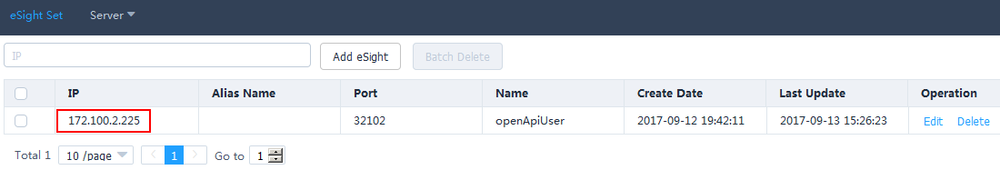 eSight Set Server
IP Add eSight Batch Delete
IP Alias Name Port Name Create Date Last Update Operation
172.100.2.225 32102 openApiUser 2017-09-12 19:42:11 2017-09-13 15:26:23 Edit Delete
Total 1 10 /page 1 Go to 1